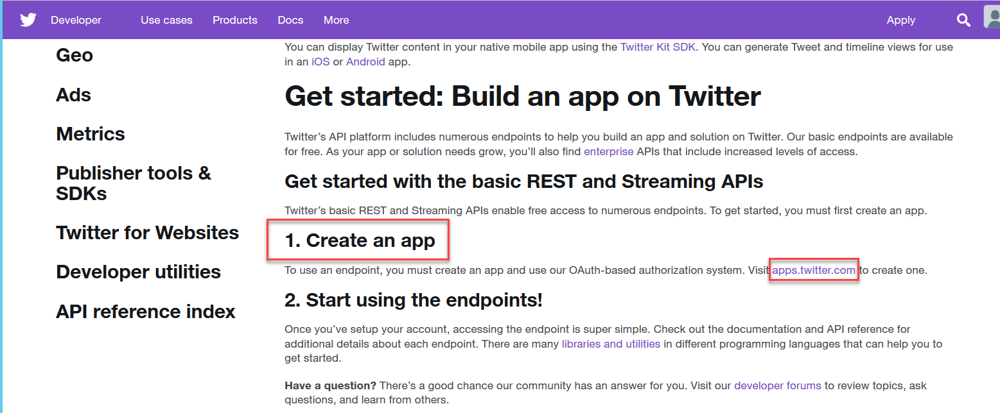 Developer Use cases Products Docs More Apply
Geo
Ads
Metrics
Publisher tools &
SDKs
Twitter for Websites
Developer utilities
API reference index
You can display Twitter content in your native mobile app using the Twitter Kit SDK. You can generate Tweet and timeline views for use
in an iOS or Android app.
Get started: Build an app on Twitter
Twitter’s API platform includes numerous endpoints to help you build an app and solution on Twitter. Our basic endpoints are available
for free. As your app or solution needs grow, you’ll also find enterprise APIs that include increased levels of access.
Get started with the basic REST and Streaming APIs
Twitter’s basic REST and Streaming APIs enable free access to numerous endpoints. To get started, you must first create an app.
1. Create an app
To use an endpoint, you must create an app and use our OAuth-based authorization system. Visit apps.twitter.com to create one.
2. Start using the endpoints!
Once you’ve setup your account, accessing the endpoint is super simple. Check out the documentation and API reference for
additional details about each endpoint. There are many libraries and utilities in different programming languages that can help you to
get started.
Have a question? There’s a good chance our community has an answer for you. Visit our developer forums to review topics, ask
questions, and learn from others.